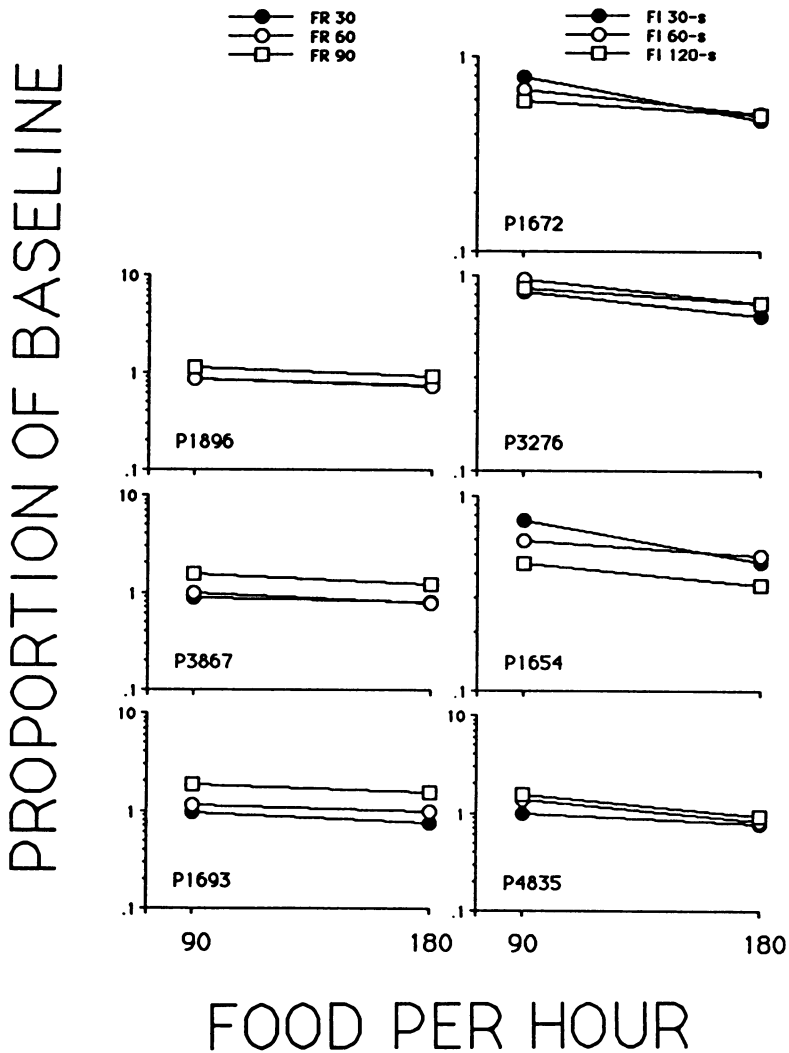 FR 30
FR 60
FR 90
FI 30-s
FI 60-s
FI 120-s
PROPORTION OF BASELINE
1
P1672
.1
10
1
P1896
.1
1
P3276
.1
10
1
P3867
.1
1
P1654
.1
10
1
P1693
.1
90
180
10
1
P4835
.1
90
180
FOOD PER HOUR